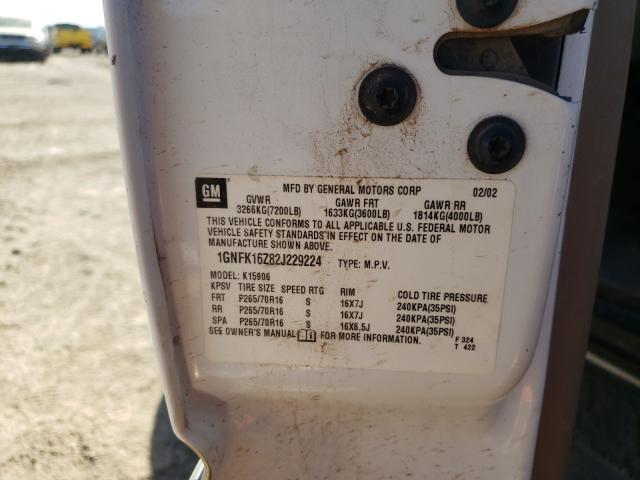 GM MFD BY GENERAL MOTORS CORP 02/02
GVWR GAWR FRT GAWR RR
3266KG(7200LB) 1633KG(3600LB) 1814KG(4000LB)
THIS VEHICLE CONFORMS TO ALL APPLICABLE U.S. FEDERAL MOTOR
VEHICLE SAFETY STANDARDS IN EFFECT ON THE DATE OF
MANUFACTURE SHOWN ABOVE.
1GNFK16Z82J229224 TYPE: M.P.V.
MODEL: K15906
KPSV TIRE SIZE SPEED RTG RIM COLD TIRE PRESSURE
FRT P265/70R16 S 16X7J 240KPA(35PSI)
RR P265/70R16 S 16X7J 240KPA(35PSI)
SPA P265/70R16 S 16X6.5J 240KPA(35PSI)
SEE OWNER'S MANUAL FOR MORE INFORMATION.
F 324
T 422